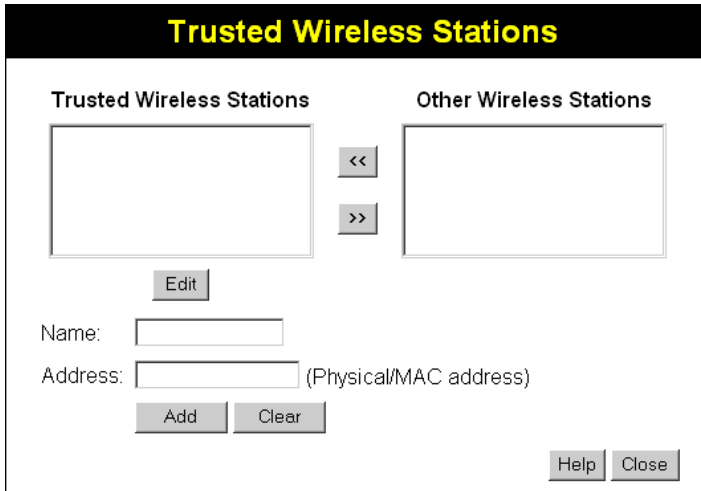 Trusted Wireless Stations
Trusted Wireless Stations
Other Wireless Stations
<<
>>
Edit
Name:
Address: (Physical/MAC address)
Add Clear
Help Close